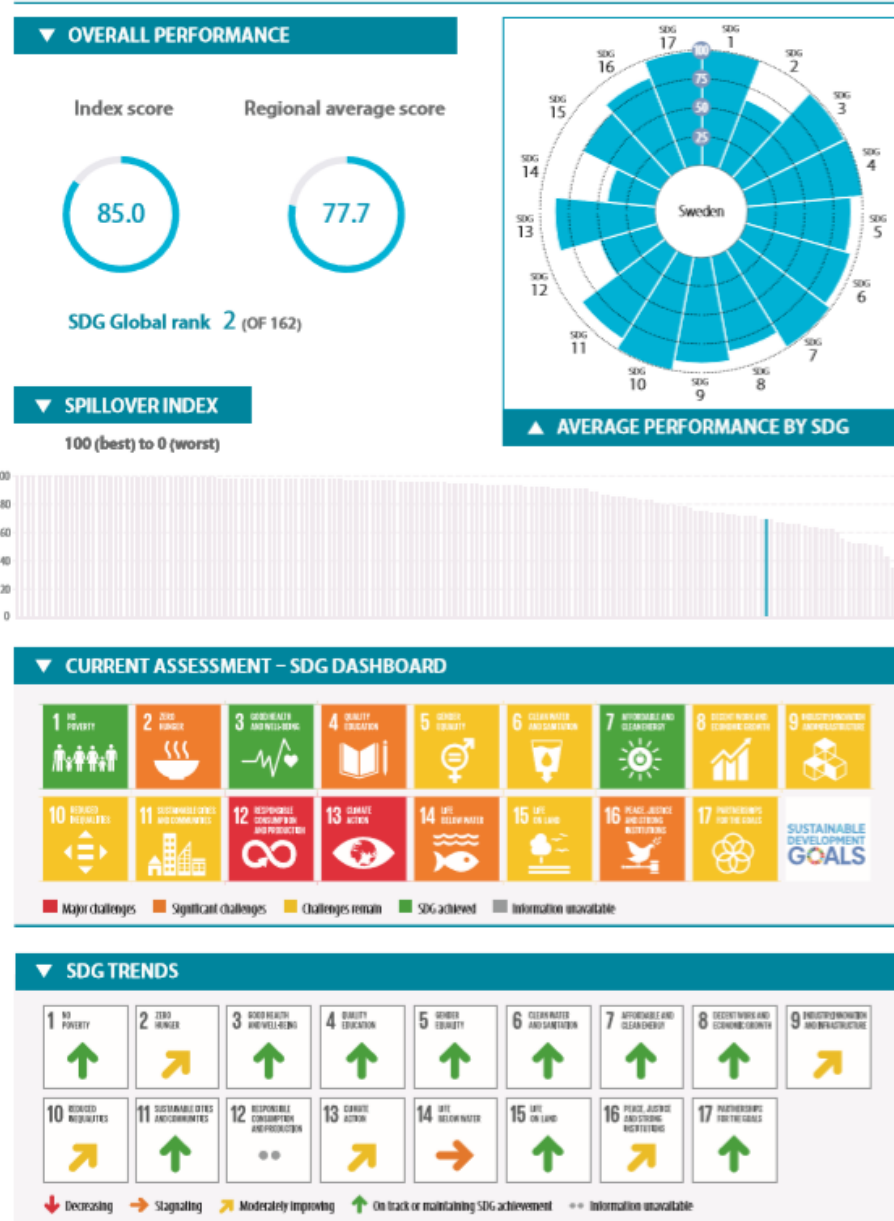 ▼ OVERALL PERFORMANCE
Index score
Regional average score
85.0
77.7
SDG Global rank 2 (OF 162)
SDG 1
SDG 2
SDG 3
SDG 4
SDG 5
SDG 6
SDG 7
SDG 8
SDG 9
SDG 10
SDG 11
SDG 12
SDG 13
SDG 14
SDG 15
SDG 16
SDG 17
100
75
50
25
Sweden
▲ AVERAGE PERFORMANCE BY SDG
▼ SPILLOVER INDEX
100 (best) to 0 (worst)
00
80
60
40
20
0
▼ CURRENT ASSESSMENT – SDG DASHBOARD
1 NO POVERTY
2 ZERO HUNGER
3 GOOD HEALTH AND WELL-BEING
4 QUALITY EDUCATION
5 GENDER EQUALITY
6 CLEAN WATER AND SANITATION
7 AFFORDABLE AND CLEAN ENERGY
8 DECENT WORK AND ECONOMIC GROWTH
9 INDUSTRY, INNOVATION AND INFRASTRUCTURE
10 REDUCED INEQUALITIES
11 SUSTAINABLE CITIES AND COMMUNITIES
12 RESPONSIBLE CONSUMPTION AND PRODUCTION
13 CLIMATE ACTION
14 LIFE BELOW WATER
15 LIFE ON LAND
16 PEACE, JUSTICE AND STRONG INSTITUTIONS
17 PARTNERSHIPS FOR THE GOALS
SUSTAINABLE
DEVELOPMENT
GOALS
Major challenges Significant challenges Challenges remain SDG achieved Information unavailable
▼ SDG TRENDS
1 NO POVERTY
2 ZERO HUNGER
3 GOOD HEALTH AND WELL-BEING
4 QUALITY EDUCATION
5 GENDER EQUALITY
6 CLEAN WATER AND SANITATION
7 AFFORDABLE AND CLEAN ENERGY
8 DECENT WORK AND ECONOMIC GROWTH
9 INDUSTRY, INNOVATION AND INFRASTRUCTURE
10 REDUCED INEQUALITIES
11 SUSTAINABLE CITIES AND COMMUNITIES
12 RESPONSIBLE CONSUMPTION AND PRODUCTION
13 CLIMATE ACTION
14 LIFE BELOW WATER
15 LIFE ON LAND
16 PEACE, JUSTICE AND STRONG INSTITUTIONS
17 PARTNERSHIPS FOR THE GOALS
Decreasing Stagnating Moderately improving On track or maintaining SDG achievement Information unavailable